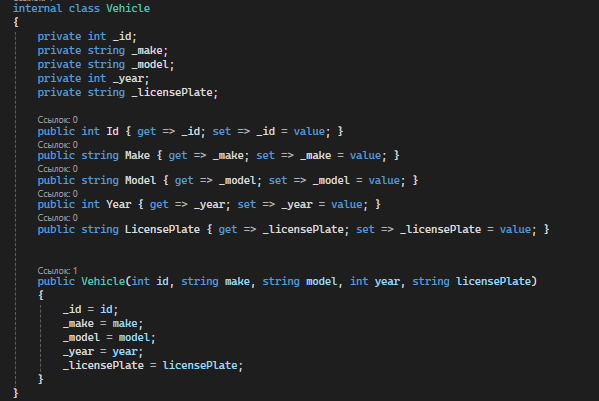 internal class Vehicle
{
private int _id;
private string _make;
private string _model;
private int _year;
private string _licensePlate;
Ссылок: 0
public int Id { get => _id; set => _id = value; }
Ссылок: 0
public string Make { get => _make; set => _make = value; }
Ссылок: 0
public string Model { get => _model; set => _model = value; }
Ссылок: 0
public int Year { get => _year; set => _year = value; }
Ссылок: 0
public string LicensePlate { get => _licensePlate; set => _licensePlate = value; }
Ссылок: 1
public Vehicle(int id, string make, string model, int year, string licensePlate)
{
_id = id;
_make = make;
_model = model;
_year = year;
_licensePlate = licensePlate;
}
}